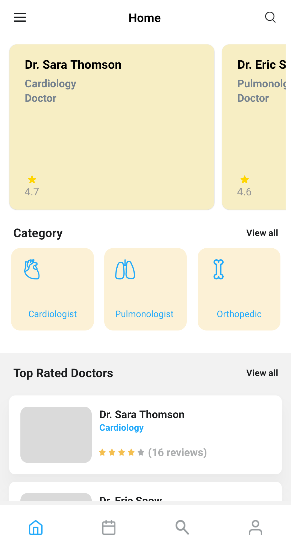 Home
Dr. Sara Thomson
Cardiology
Doctor
4.7
Dr. Eric S
Pulmonolog
Doctor
4.6
Category
View all
Cardiologist
Pulmonologist
Orthopedic
Top Rated Doctors
View all
Dr. Sara Thomson
Cardiology
(16 reviews)
Dr. Eric Snow